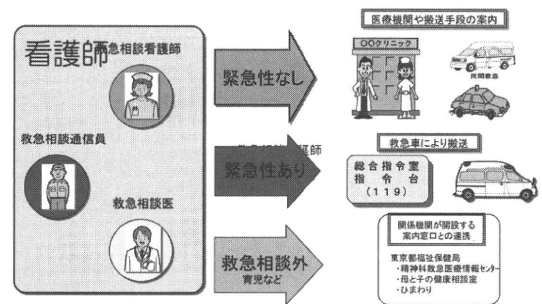 看護師
救急相談看護師
救急相談通信員
救急相談医
緊急性なし
緊急性あり
救急相談外
育児など
医療機関や搬送手段の案内
〇〇クリニック
民間救急
救急車により搬送
総合指令室
指令台
(119)
関係機関が開設する
案内窓口との連携
東京都福祉保健局
・精神科救急医療情報センター
・母と子の健康相談室
・ひまわり